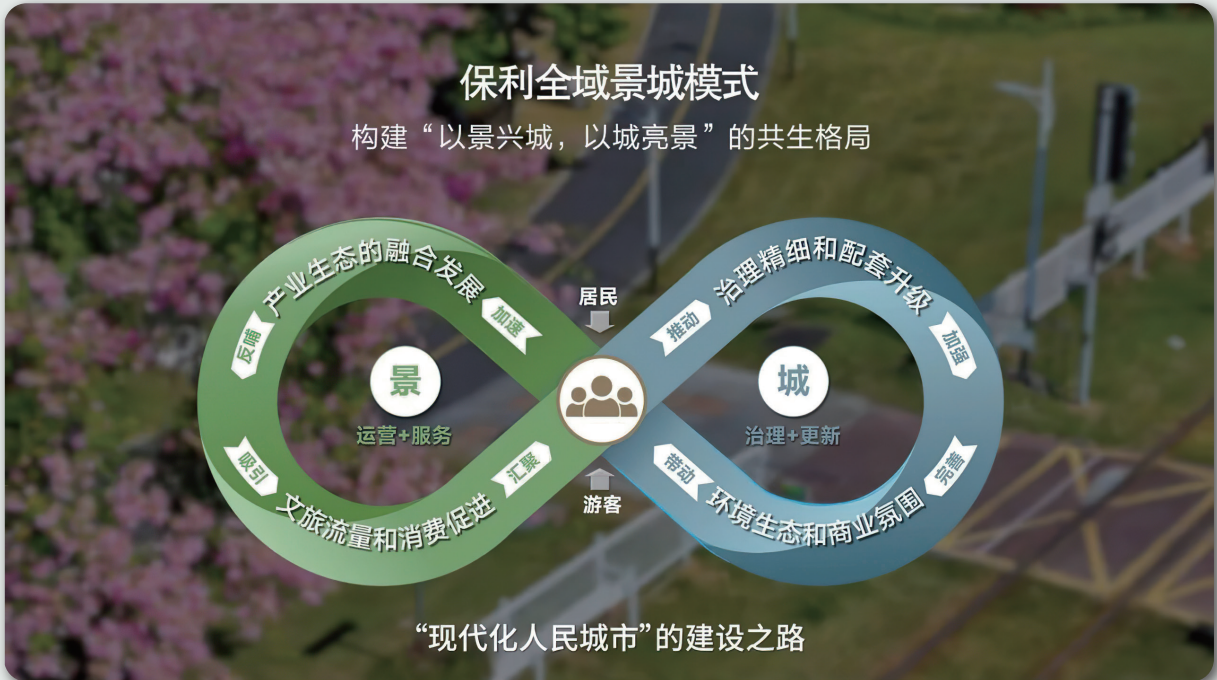 保利全域景城模式
构建“以景兴城，以城亮景”的共生格局
产业生态的融合发展
加速
反哺
景
运营+服务
吸引
文旅流量和消费促进
汇聚
居民
游客
推动
治理精细和配套升级
加强
城
治理+更新
完善
环境生态和商业氛围
带动
“现代化人民城市”的建设之路